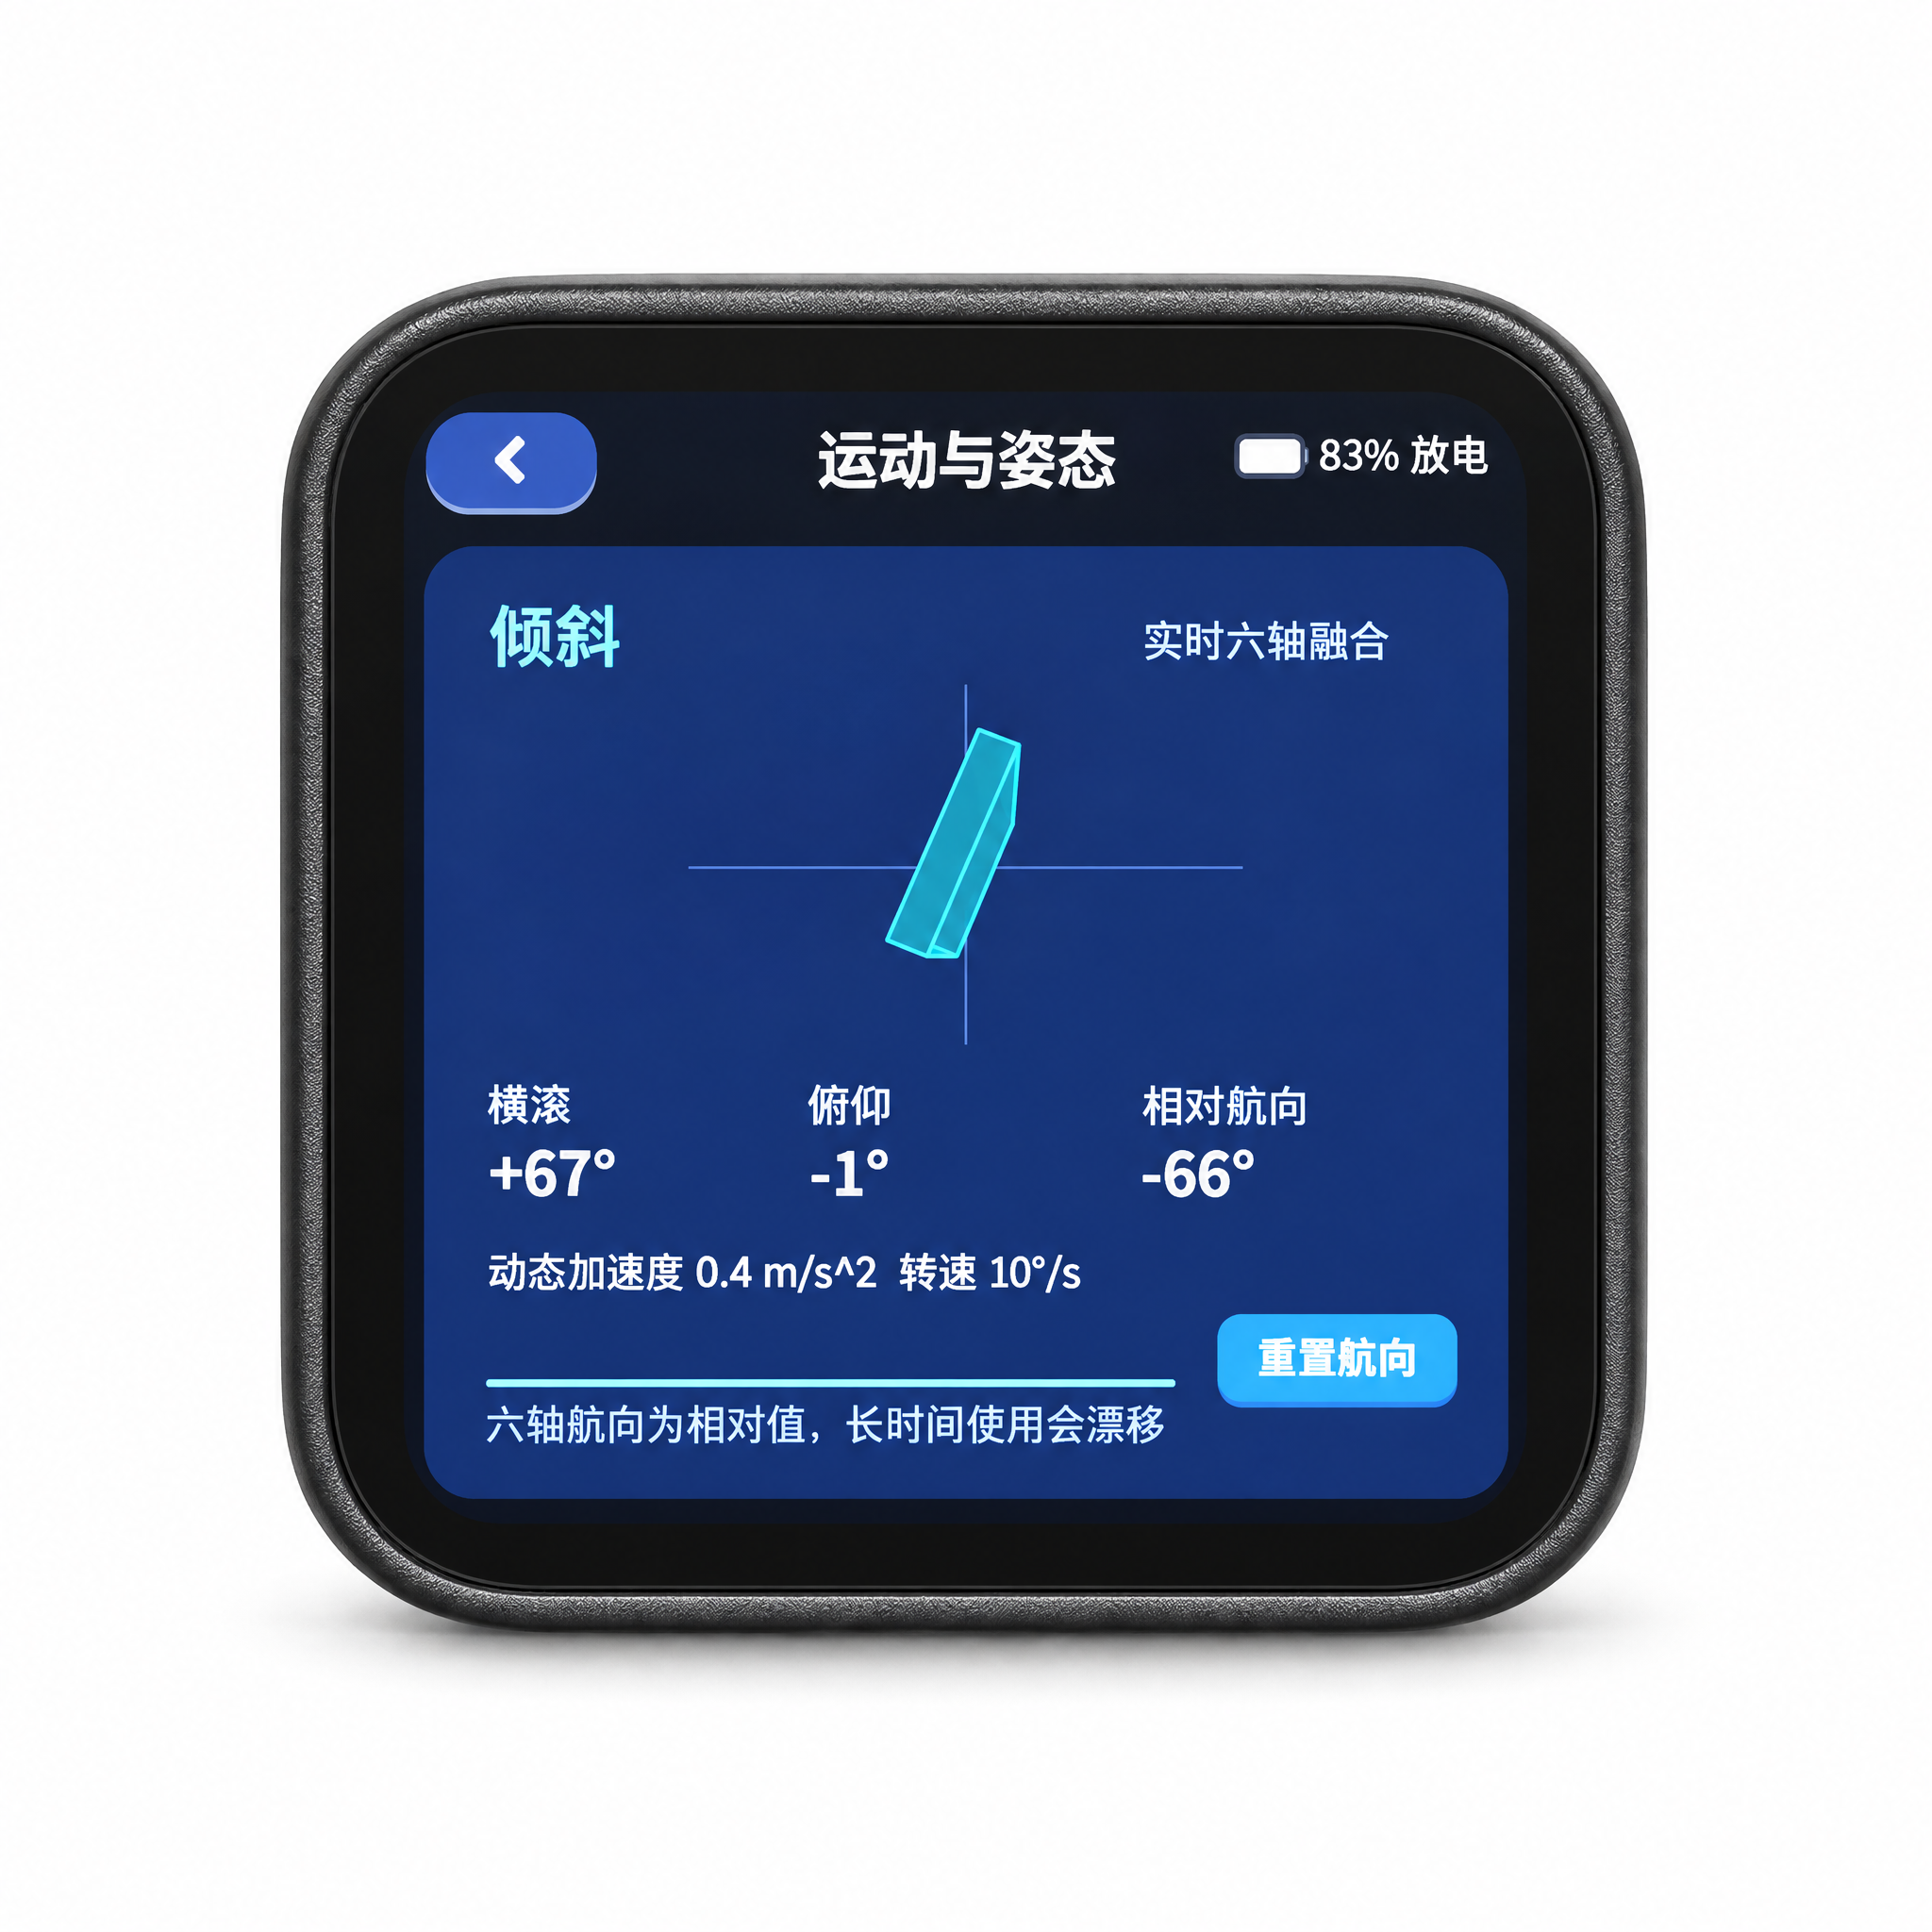 运动与姿态
83% 放电
倾斜
实时六轴融合
横滚 俯仰 相对航向
+67° -1° -66°
动态加速度 0.4 m/s^2 转速 10°/s
重置航向
六轴航向为相对值，长时间使用会漂移